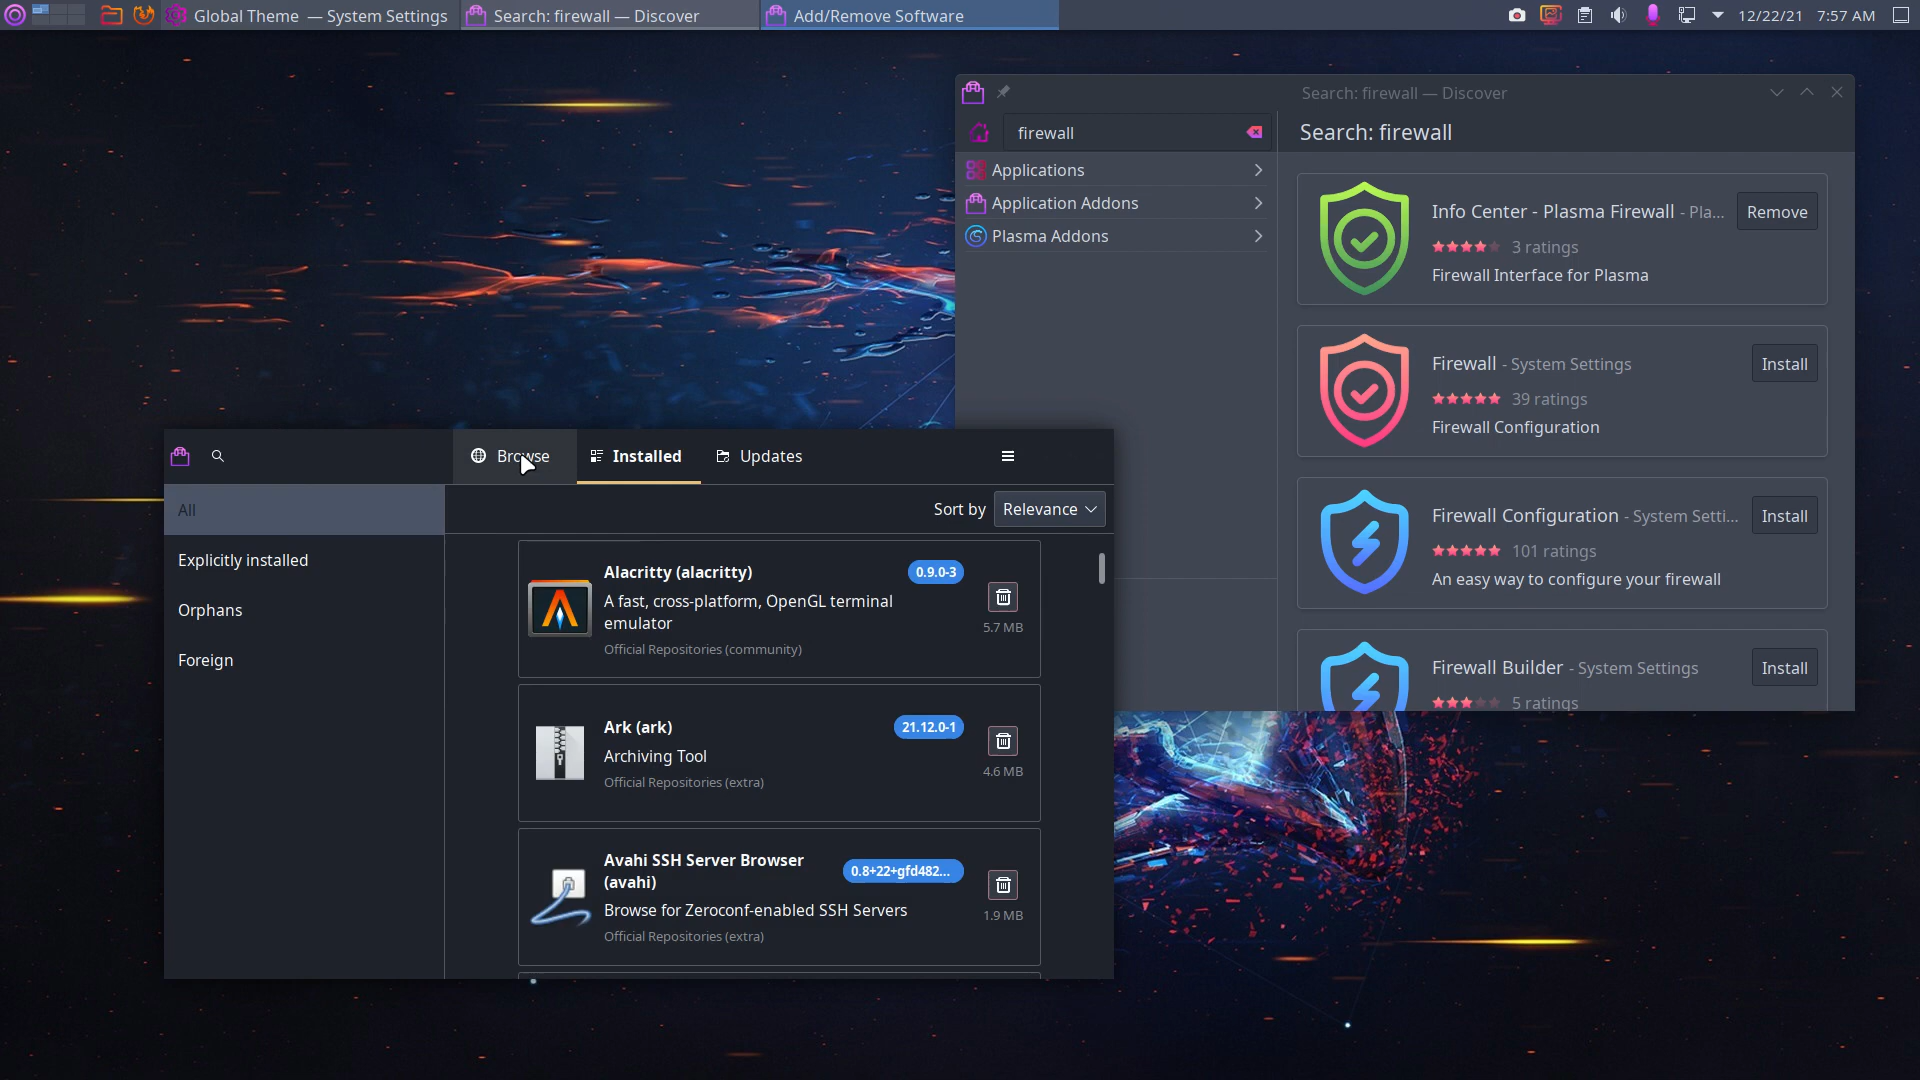 Global Theme — System Settings
Search: firewall — Discover
Add/Remove Software
12/22/21
7:57 AM
Search: firewall — Discover
firewall
Search: firewall
Applications
Application Addons
Plasma Addons
Info Center - Plasma Firewall - Pla...
Remove
3 ratings
Firewall Interface for Plasma
Firewall - System Settings
Install
39 ratings
Firewall Configuration
Firewall Configuration - System Setti...
Install
101 ratings
An easy way to configure your firewall
Firewall Builder - System Settings
Install
5 ratings
Browse
Installed
Updates
All
Explicitly installed
Orphans
Foreign
Sort by
Relevance
Alacritty (alacritty)
0.9.0-3
A fast, cross-platform, OpenGL terminal
emulator
5.7 MB
Official Repositories (community)
Ark (ark)
21.12.0-1
Archiving Tool
4.6 MB
Official Repositories (extra)
Avahi SSH Server Browser
(avahi)
0.8+22+gfd482...
Browse for Zeroconf-enabled SSH Servers
1.9 MB
Official Repositories (extra)